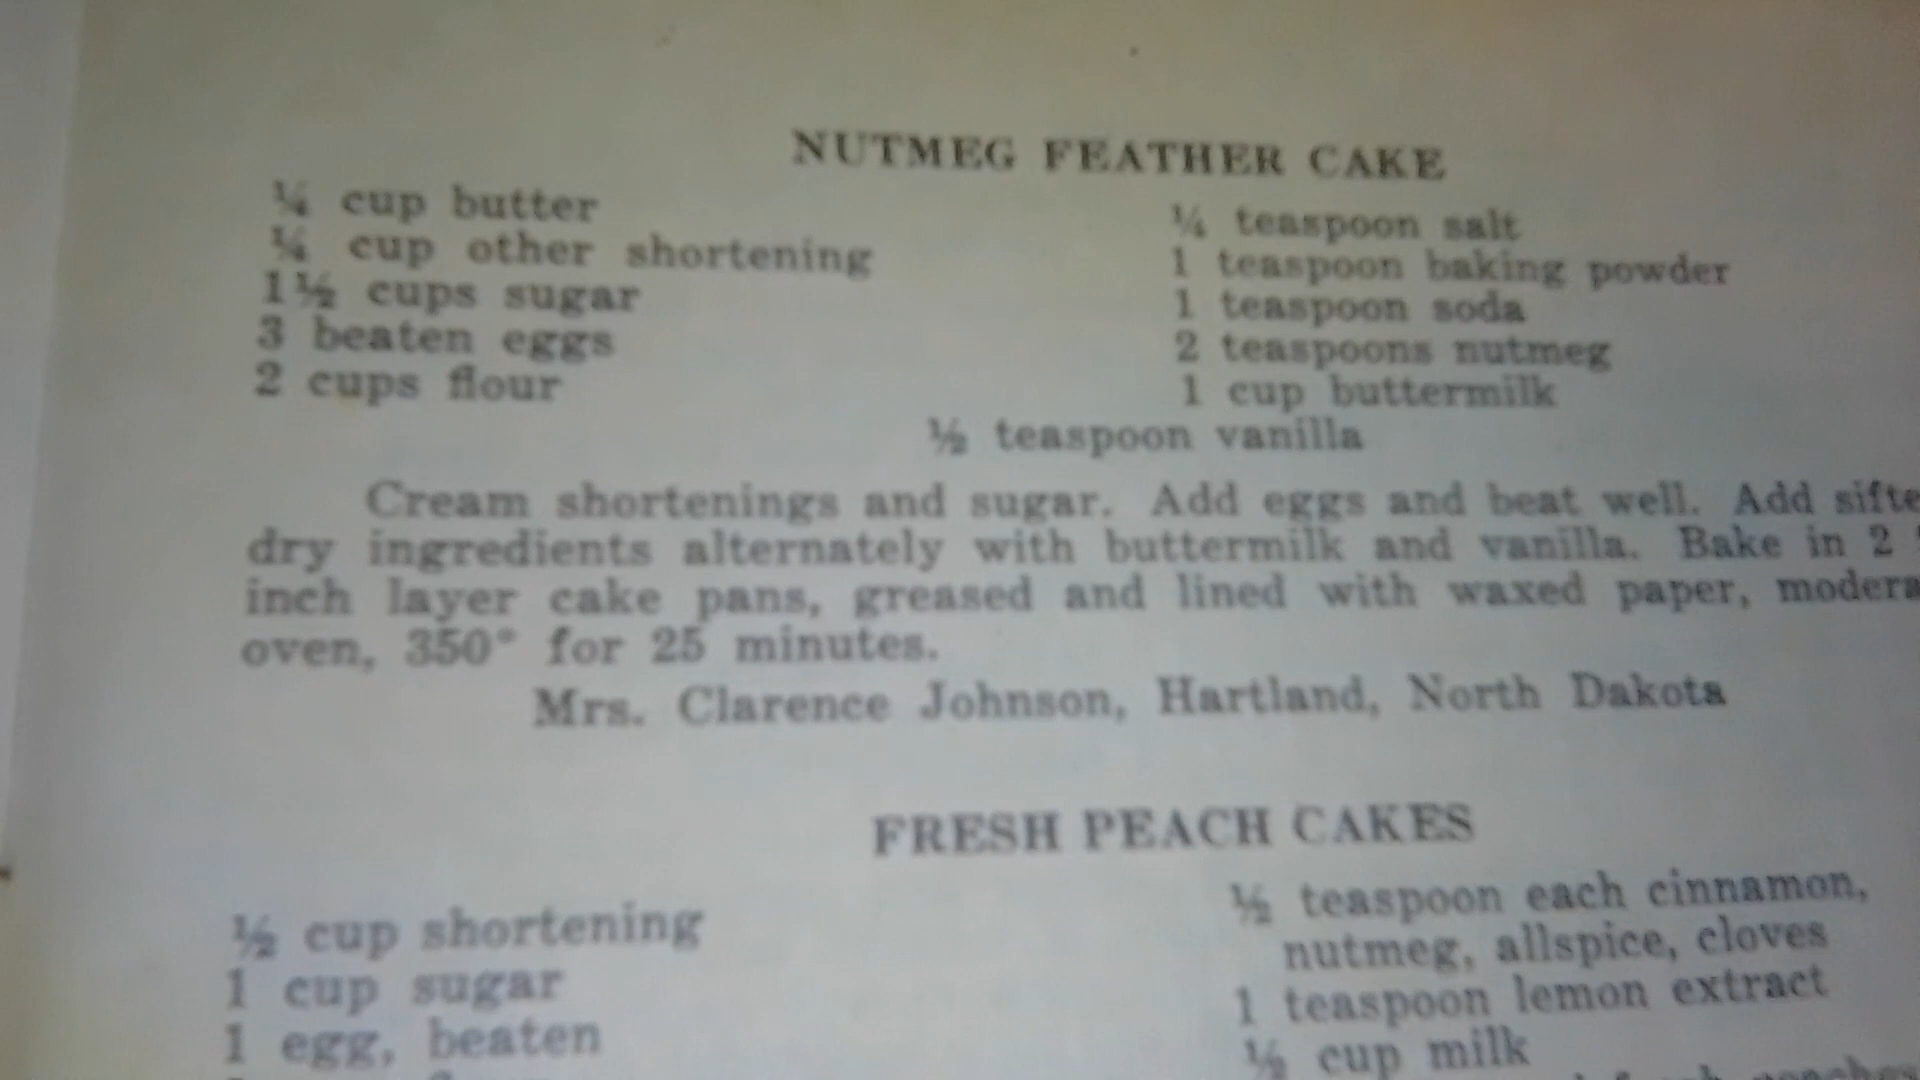 NUTMEG FEATHER CAKE
¼ cup butter
¼ cup other shortening
1½ cups sugar
3 beaten eggs
2 cups flour
¼ teaspoon salt
1 teaspoon baking powder
1 teaspoon soda
2 teaspoons nutmeg
1 cup buttermilk
½ teaspoon vanilla
Cream shortenings and sugar. Add eggs and beat well. Add sifte
dry ingredients alternately with buttermilk and vanilla. Bake in 2
inch layer cake pans, greased and lined with waxed paper, modera
oven, 350° for 25 minutes.
Mrs. Clarence Johnson, Hartland, North Dakota
FRESH PEACH CAKES
½ cup shortening
1 cup sugar
1 egg, beaten
½ teaspoon each cinnamon,
nutmeg, allspice, cloves
1 teaspoon lemon extract
½ cup milk